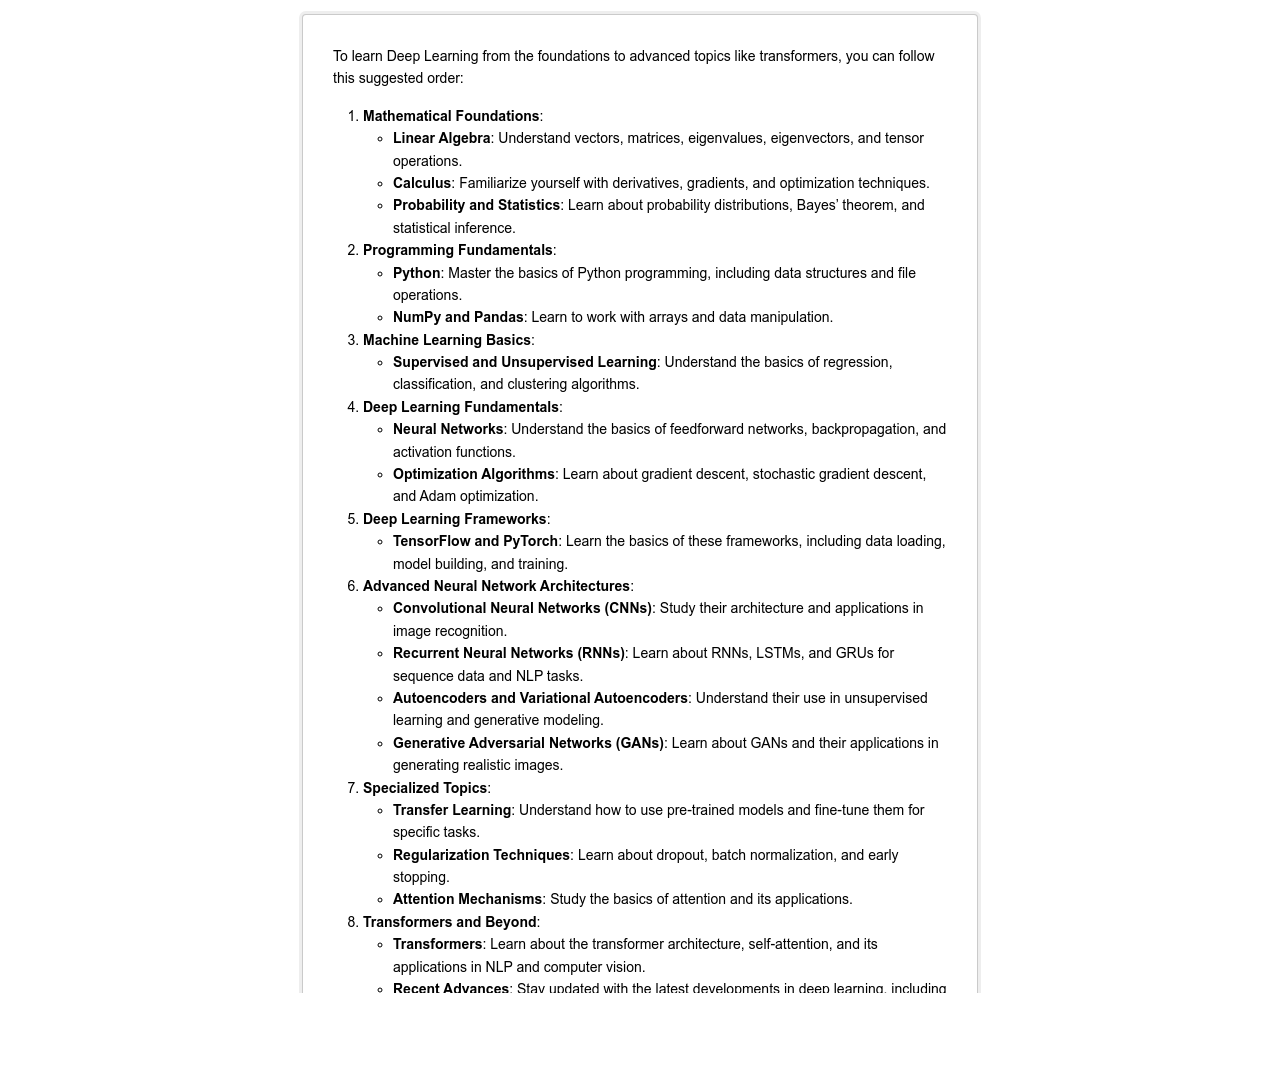 To learn Deep Learning from the foundations to advanced topics like transformers, you can follow
this suggested order:
1. Mathematical Foundations:
◦ Linear Algebra: Understand vectors, matrices, eigenvalues, eigenvectors, and tensor
operations.
◦ Calculus: Familiarize yourself with derivatives, gradients, and optimization techniques.
◦ Probability and Statistics: Learn about probability distributions, Bayes’ theorem, and
statistical inference.
2. Programming Fundamentals:
◦ Python: Master the basics of Python programming, including data structures and file
operations.
◦ NumPy and Pandas: Learn to work with arrays and data manipulation.
3. Machine Learning Basics:
◦ Supervised and Unsupervised Learning: Understand the basics of regression,
classification, and clustering algorithms.
4. Deep Learning Fundamentals:
◦ Neural Networks: Understand the basics of feedforward networks, backpropagation, and
activation functions.
◦ Optimization Algorithms: Learn about gradient descent, stochastic gradient descent,
and Adam optimization.
5. Deep Learning Frameworks:
◦ TensorFlow and PyTorch: Learn the basics of these frameworks, including data loading,
model building, and training.
6. Advanced Neural Network Architectures:
◦ Convolutional Neural Networks (CNNs): Study their architecture and applications in
image recognition.
◦ Recurrent Neural Networks (RNNs): Learn about RNNs, LSTMs, and GRUs for
sequence data and NLP tasks.
◦ Autoencoders and Variational Autoencoders: Understand their use in unsupervised
learning and generative modeling.
◦ Generative Adversarial Networks (GANs): Learn about GANs and their applications in
generating realistic images.
7. Specialized Topics:
◦ Transfer Learning: Understand how to use pre-trained models and fine-tune them for
specific tasks.
◦ Regularization Techniques: Learn about dropout, batch normalization, and early
stopping.
◦ Attention Mechanisms: Study the basics of attention and its applications.
8. Transformers and Beyond:
◦ Transformers: Learn about the transformer architecture, self-attention, and its
applications in NLP and computer vision.
◦ Recent Advances: Stay updated with the latest developments in deep learning, including